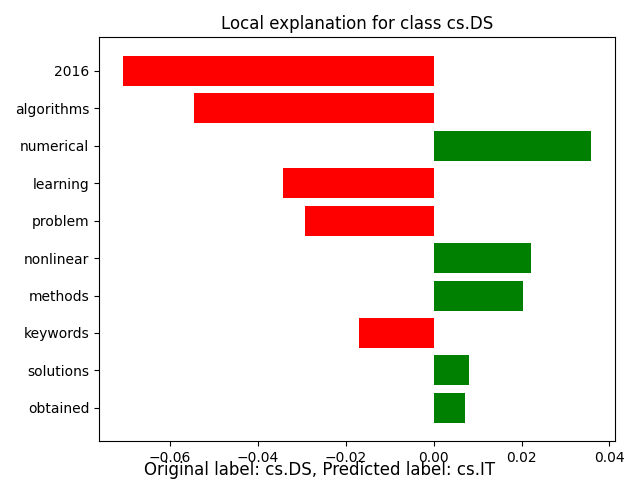 Local explanation for class cs.DS
2016
algorithms
numerical
learning
problem
nonlinear
methods
keywords
solutions
obtained
−0.06 −0.04 −0.02 0.00 0.02 0.04
Original label: cs.DS, Predicted label: cs.IT